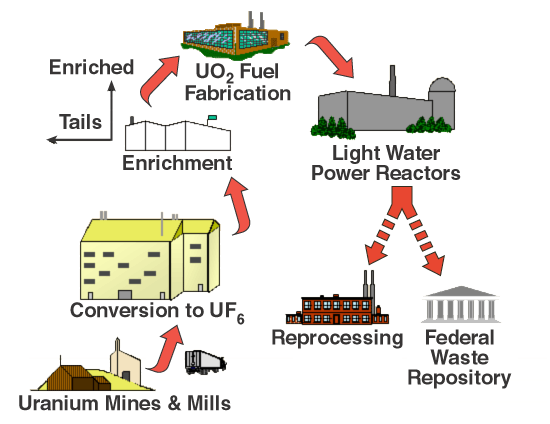 Enriched
Tails
UO₂ Fuel
Fabrication
Enrichment
Light Water
Power Reactors
Conversion to UF₆
Reprocessing
Federal
Waste
Repository
Uranium Mines & Mills